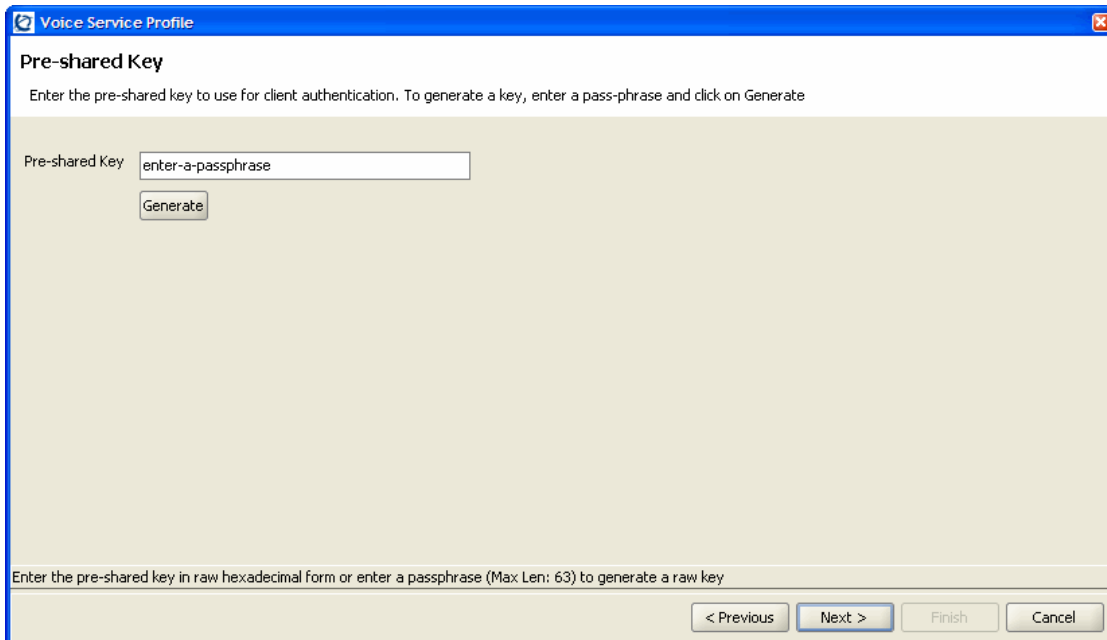 Voice Service Profile
Pre-shared Key
Enter the pre-shared key to use for client authentication. To generate a key, enter a pass-phrase and click on Generate
Pre-shared Key enter-a-passphrase
Generate
Enter the pre-shared key in raw hexadecimal form or enter a passphrase (Max Len: 63) to generate a raw key
< Previous Next > Finish Cancel